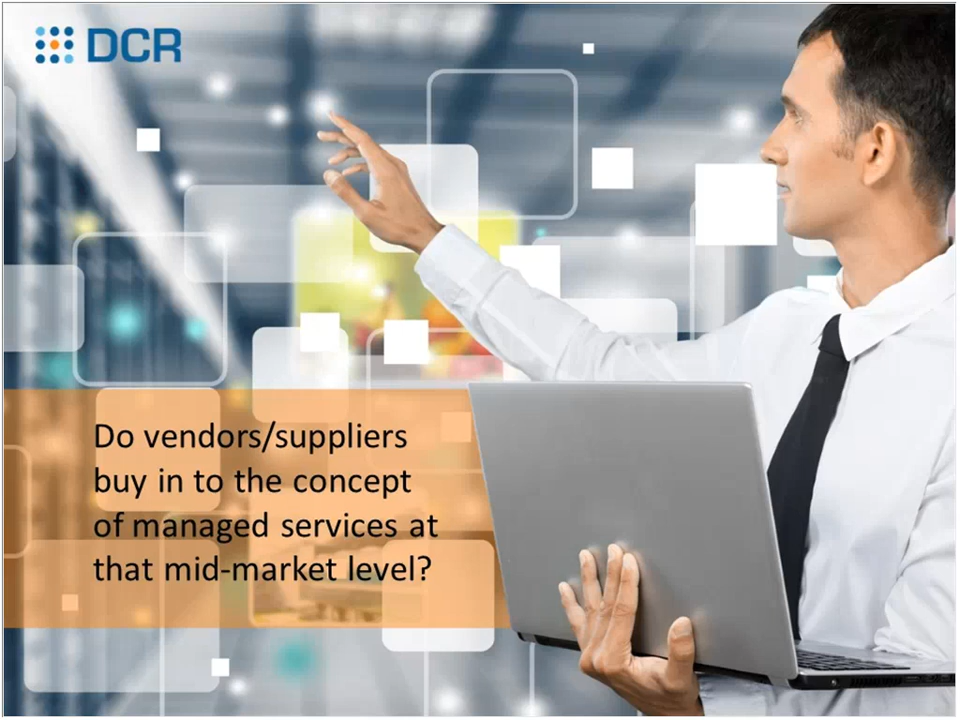 DCR
Do vendors/suppliers
buy in to the concept
of managed services at
that mid-market level?